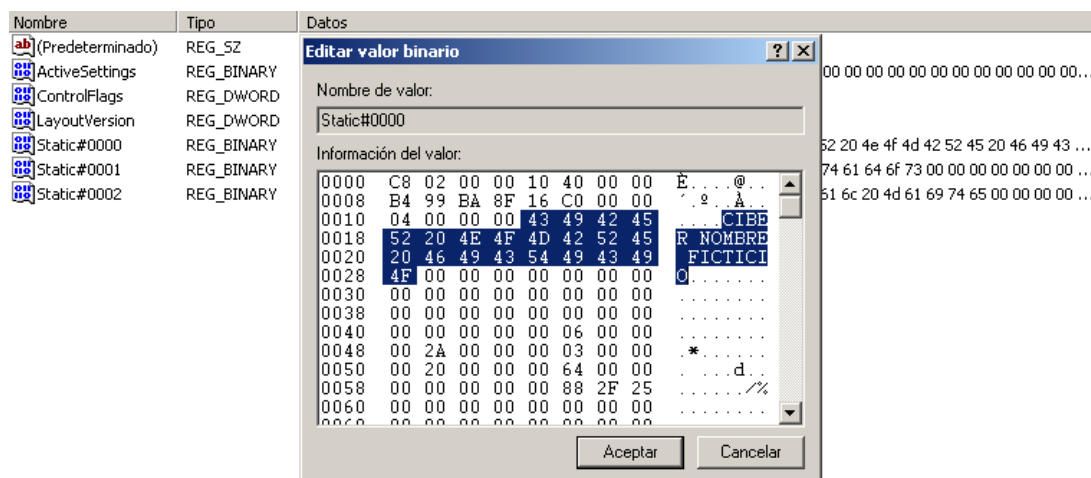 Nombre Tipo Datos
(Predeterminado) REG_SZ
ActiveSettings REG_BINARY 00 00 00 00 00 00 00 00 00 00 00 00...
ControlFlags REG_DWORD
LayoutVersion REG_DWORD
Static#0000 REG_BINARY 52 20 4e 4f 4d 42 52 45 20 46 49 43 ...
Static#0001 REG_BINARY 74 61 64 6f 73 00 00 00 00 00 00 00 ...
Static#0002 REG_BINARY 61 6c 20 4d 61 69 74 65 00 00 00 00 ...
Editar valor binario
Nombre de valor:
Static#0000
Información del valor:
0000 C8 02 00 00 10 40 00 00 È....@..
0008 B4 99 BA 8F 16 C0 00 00 ´.º..À..
0010 04 00 00 00 43 49 42 45 ....CIBE
0018 52 20 4E 4F 4D 42 52 45 R NOMBRE
0020 20 46 49 43 54 49 43 49 FICTICI
0028 4F 00 00 00 00 00 00 00 O.......
0030 00 00 00 00 00 00 00 00 ........
0038 00 00 00 00 00 00 00 00 ........
0040 00 00 00 00 00 06 00 00 ........
0048 00 2A 00 00 00 03 00 00 .*......
0050 00 20 00 00 00 64 00 00 . ...d..
0058 00 00 00 00 00 88 2F 25 ....../%
0060 00 00 00 00 00 00 00 00 ........
Aceptar Cancelar